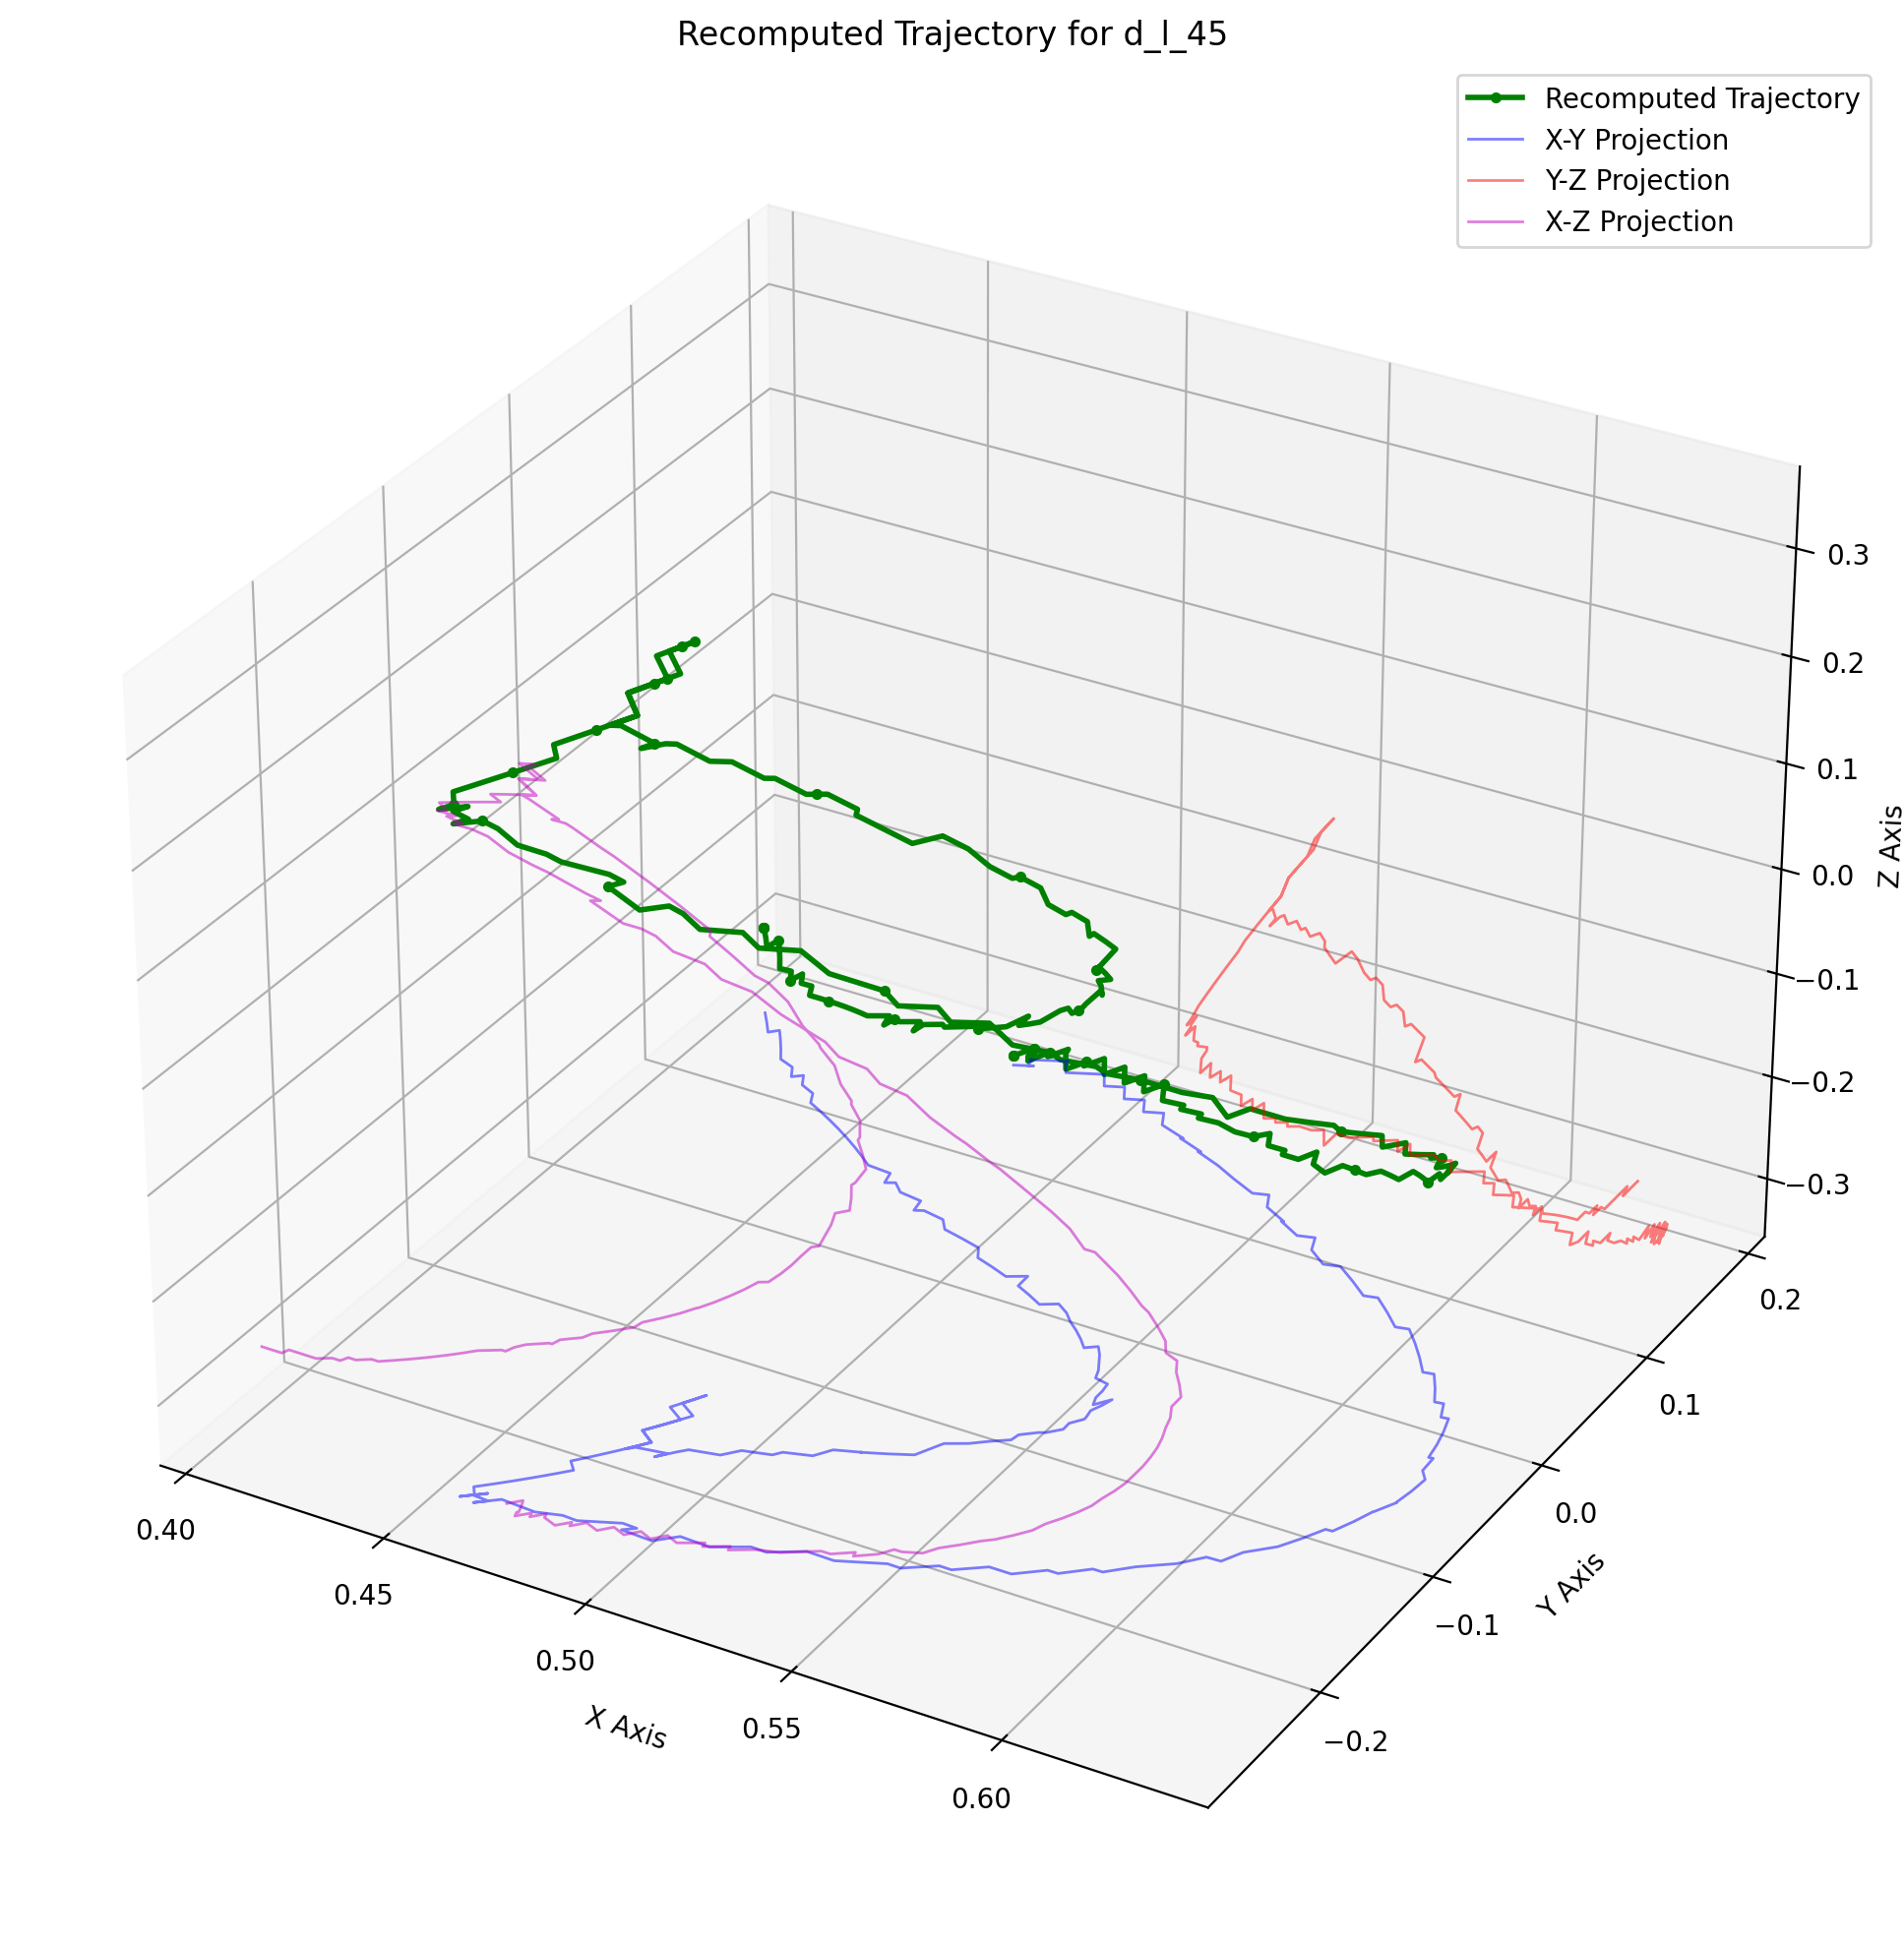 Recomputed Trajectory for d_l_45
Recomputed Trajectory
X-Y Projection
Y-Z Projection
X-Z Projection
0.3
0.2
0.1
0.0
−0.1
−0.2
−0.3
Z Axis
0.2
0.1
0.0
−0.1
−0.2
Y Axis
0.40
0.45
0.50
0.55
0.60
X Axis